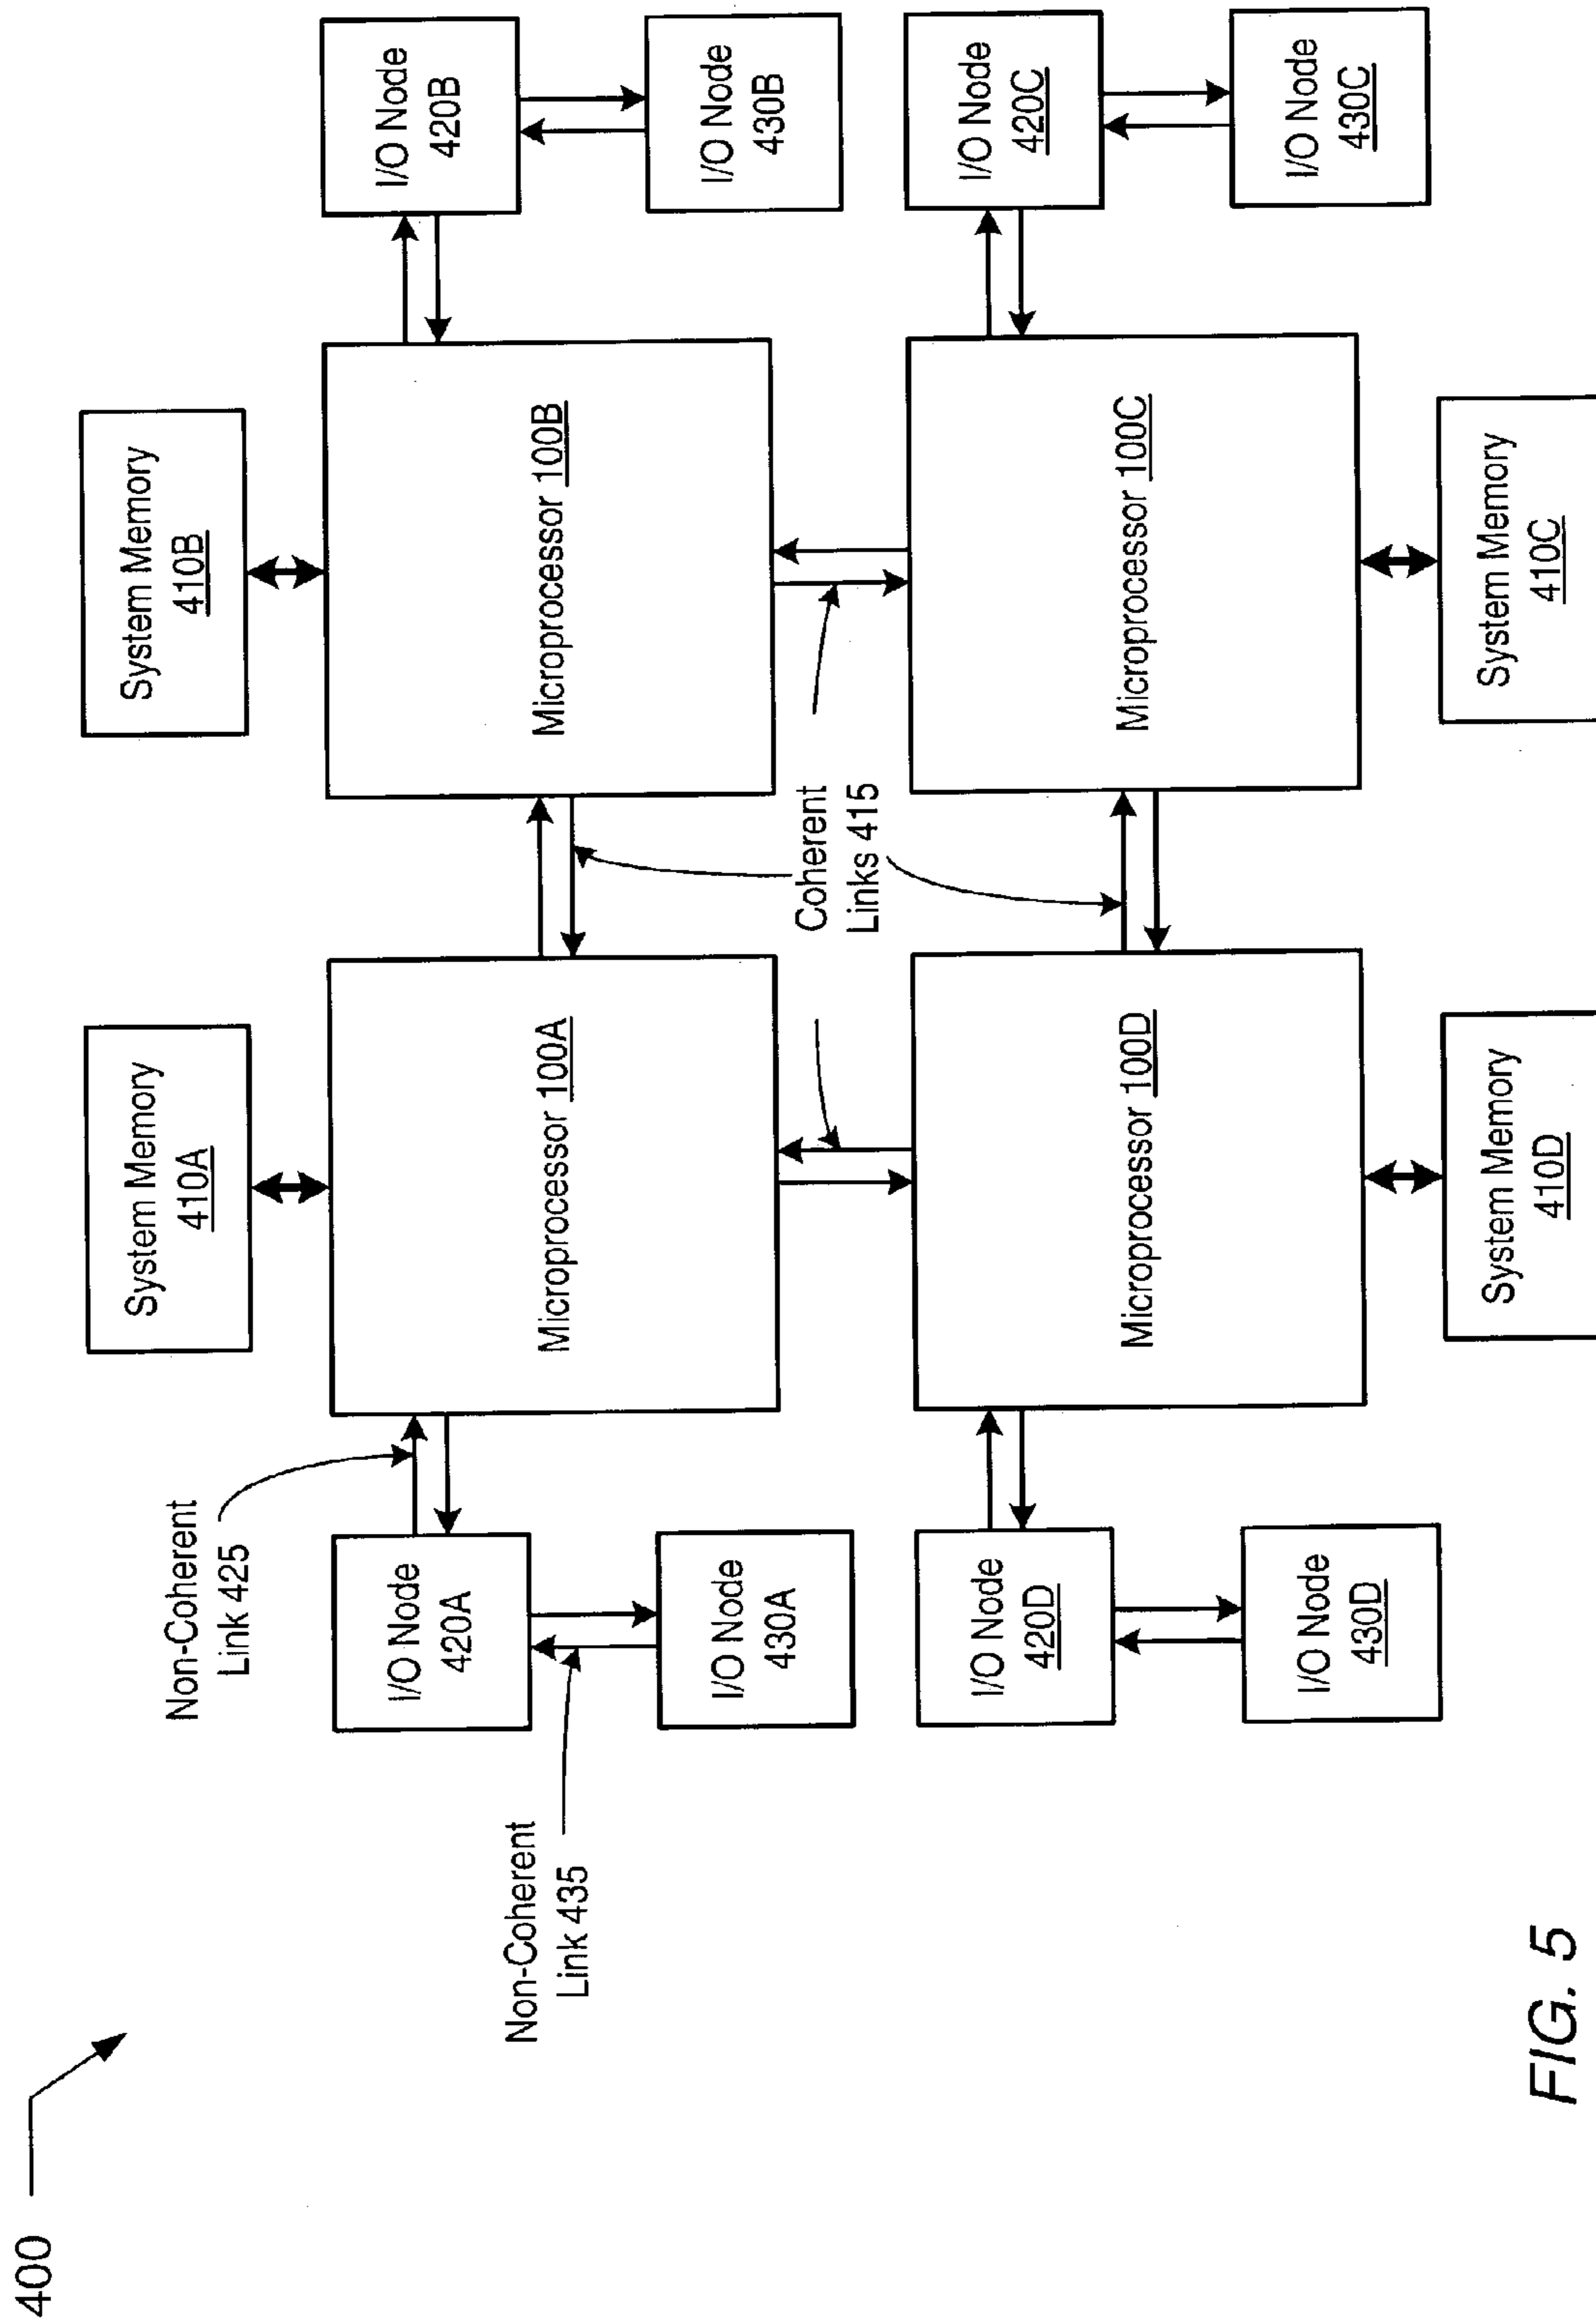 400
Non-Coherent
Link 425
Non-Coherent
Link 435
System Memory
410A
System Memory
410B
I/O Node
420A
Microprocessor 100A
Microprocessor 100B
I/O Node
420B
I/O Node
430A
I/O Node
430B
Coherent
Links 415
I/O Node
420D
Microprocessor 100D
Microprocessor 100C
I/O Node
420C
I/O Node
430D
I/O Node
430C
System Memory
410D
System Memory
410C
FIG. 5